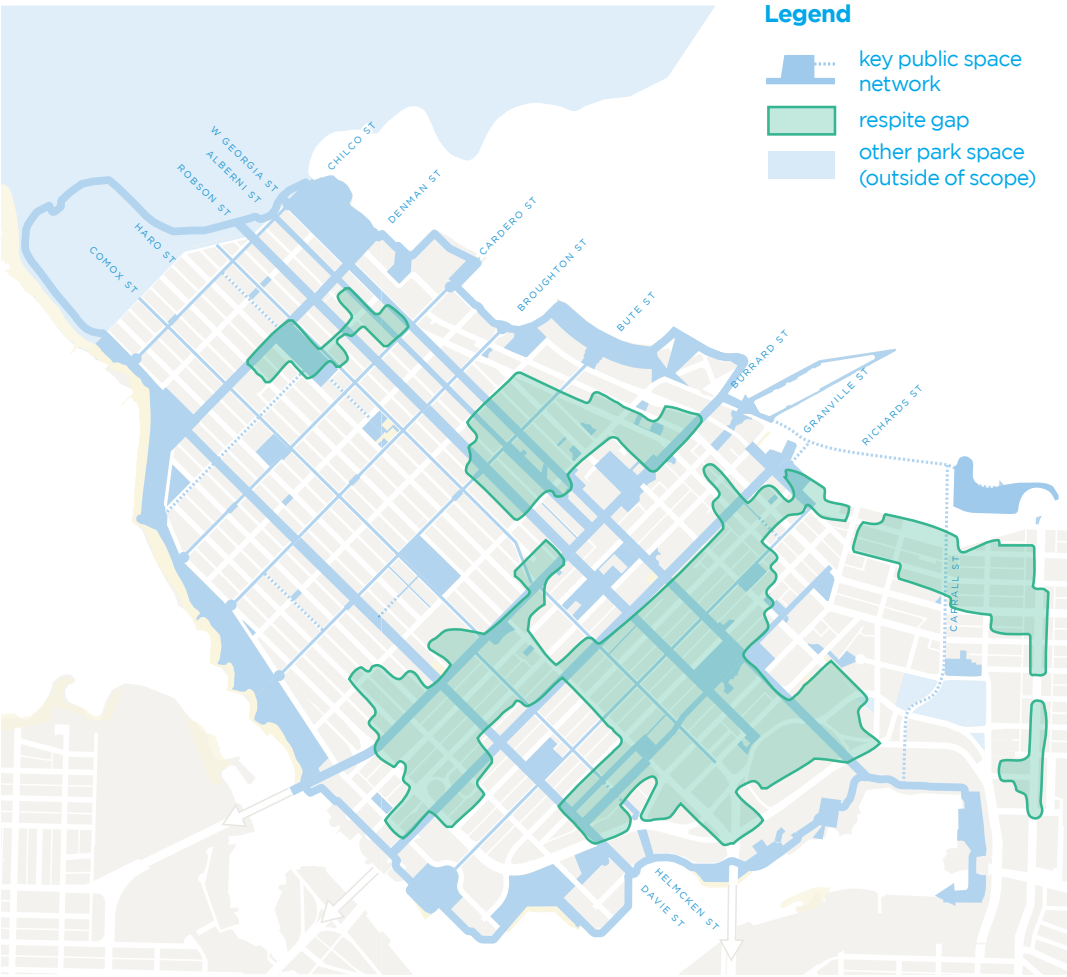 Legend
key public space
network
respite gap
other park space
(outside of scope)
W GEORGIA ST
ALBERNI ST
ROBSON ST
CHILCO ST
DENMAN ST
CARDERO ST
HARO ST
COMOX ST
BROUGHTON ST
BUTE ST
BURRARD ST
GRANVILLE ST
RICHARDS ST
CARRALL ST
HELMCKEN ST
DAVIE ST